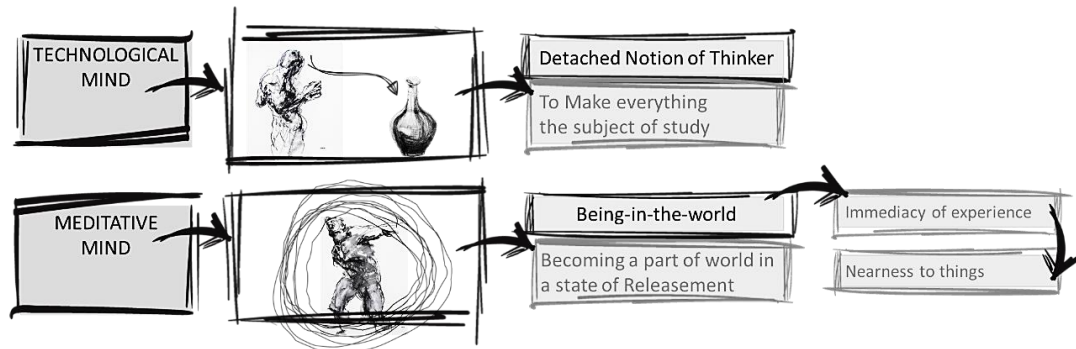 TECHNOLOGICAL
MIND
Detached Notion of Thinker
To Make everything
the subject of study
MEDITATIVE
MIND
Being-in-the-world
Becoming a part of world in
a state of Releasement
Immediacy of experience
Nearness to things